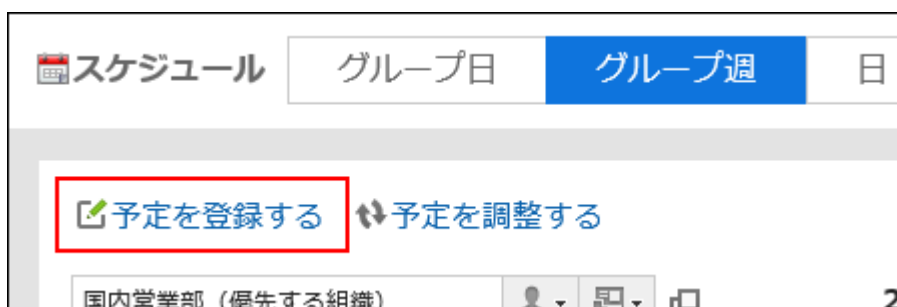 スケジュール グループ日 グループ週 日
予定を登録する 予定を調整する
国内営業部（優先する組織） 2